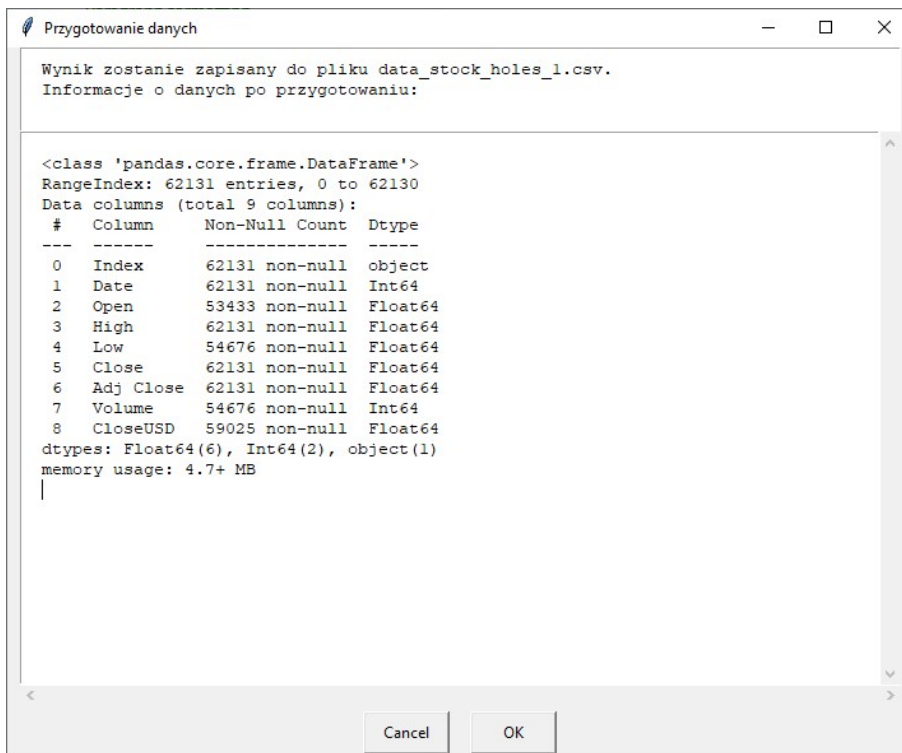 Przygotowanie danych
Wynik zostanie zapisany do pliku data_stock_holes_1.csv.
Informacje o danych po przygotowaniu:
<class 'pandas.core.frame.DataFrame'>
RangeIndex: 62131 entries, 0 to 62130
Data columns (total 9 columns):
 #   Column     Non-Null Count  Dtype
---  ------     --------------  -----
 0   Index      62131 non-null  object
 1   Date       62131 non-null  Int64
 2   Open       53433 non-null  Float64
 3   High       62131 non-null  Float64
 4   Low        54676 non-null  Float64
 5   Close      62131 non-null  Float64
 6   Adj Close  62131 non-null  Float64
 7   Volume     54676 non-null  Int64
 8   CloseUSD   59025 non-null  Float64
dtypes: Float64(6), Int64(2), object(1)
memory usage: 4.7+ MB
Cancel OK